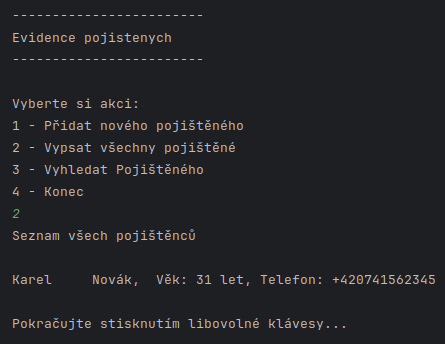 ------------------------
Evidence pojistenych
------------------------
Vyberte si akci:
1 - Přidat nového pojištěného
2 - Vypsat všechny pojištěné
3 - Vyhledat Pojištěného
4 - Konec
2
Seznam všech pojištěnců
Karel     Novák,  Věk: 31 let, Telefon: +420741562345
Pokračujte stisknutím libovolné klávesy...